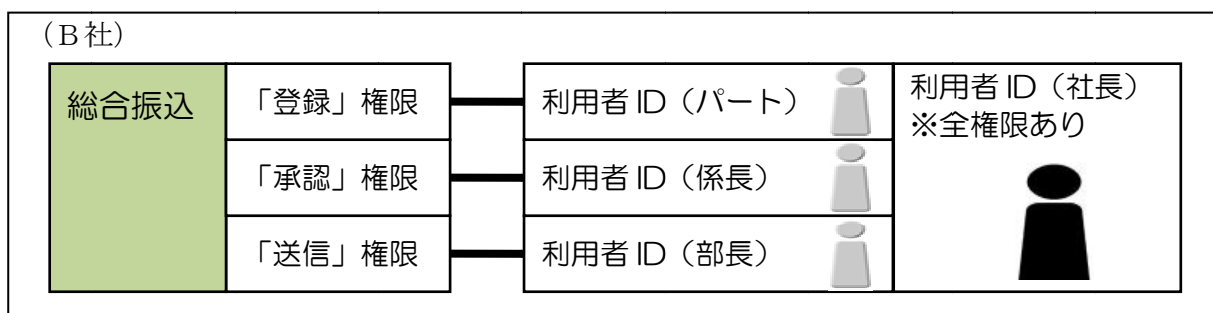 （Ｂ社）
総合振込
「登録」権限
利用者 ID（パート）
利用者 ID（社長）
※全権限あり
「承認」権限
利用者 ID（係長）
「送信」権限
利用者 ID（部長）